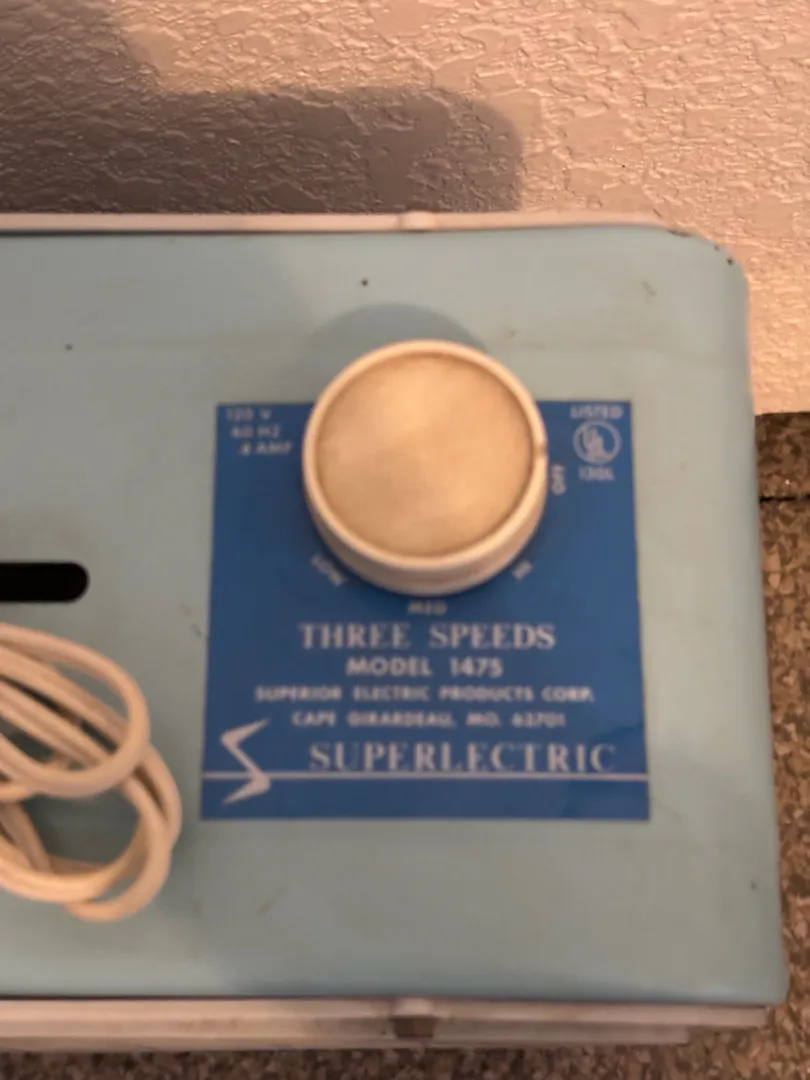 120 V
60 HZ
.4 AMP
LISTED
UL
OFF
LOW
HI
MED
THREE SPEEDS
MODEL 1475
SUPERIOR ELECTRIC PRODUCTS CORP.
CAPE GIRARDEAU, MO. 63701
SUPERLECTRIC